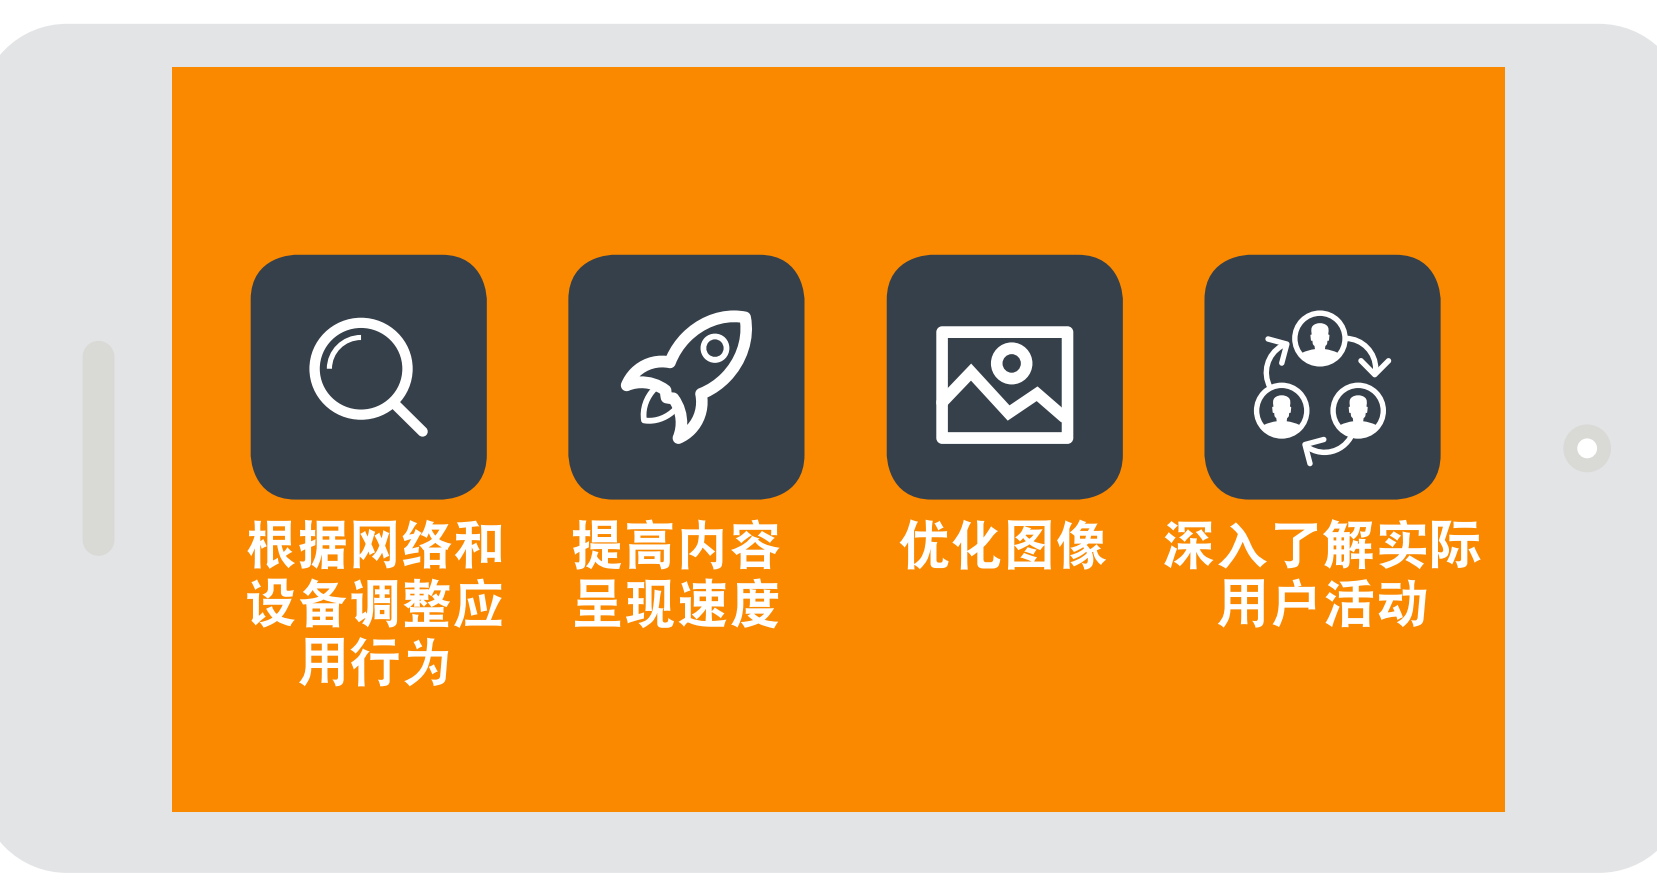 根据网络和
设备调整应
用行为
提高内容
呈现速度
优化图像
深入了解实际
用户活动